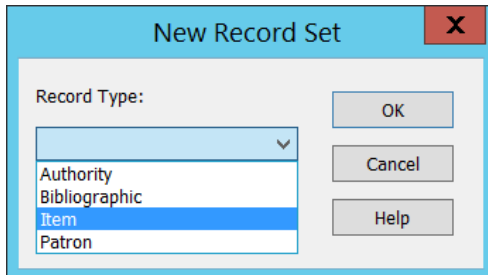 New Record Set
X
Record Type:
OK
Cancel
Help
Authority
Bibliographic
Item
Patron